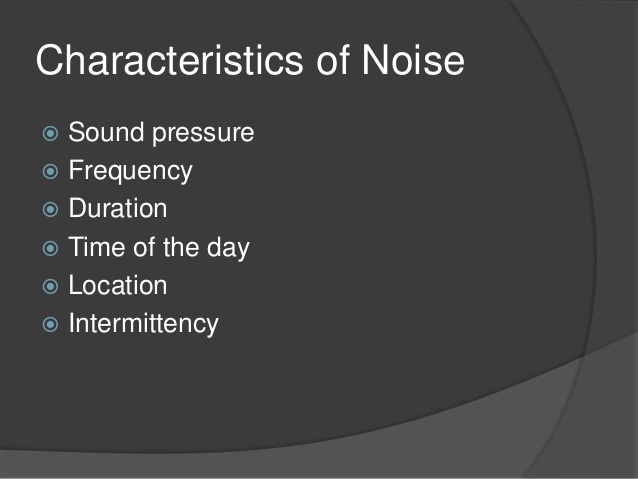 Characteristics of Noise
Sound pressure
Frequency
Duration
Time of the day
Location
Intermittency